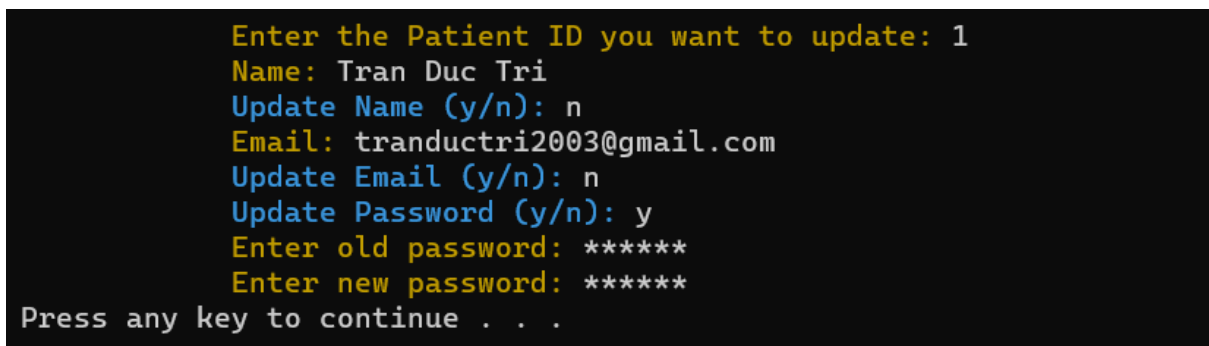 Enter the Patient ID you want to update: 1
Name: Tran Duc Tri
Update Name (y/n): n
Email: tranductri2003@gmail.com
Update Email (y/n): n
Update Password (y/n): y
Enter old password: ******
Enter new password: ******
Press any key to continue . . .